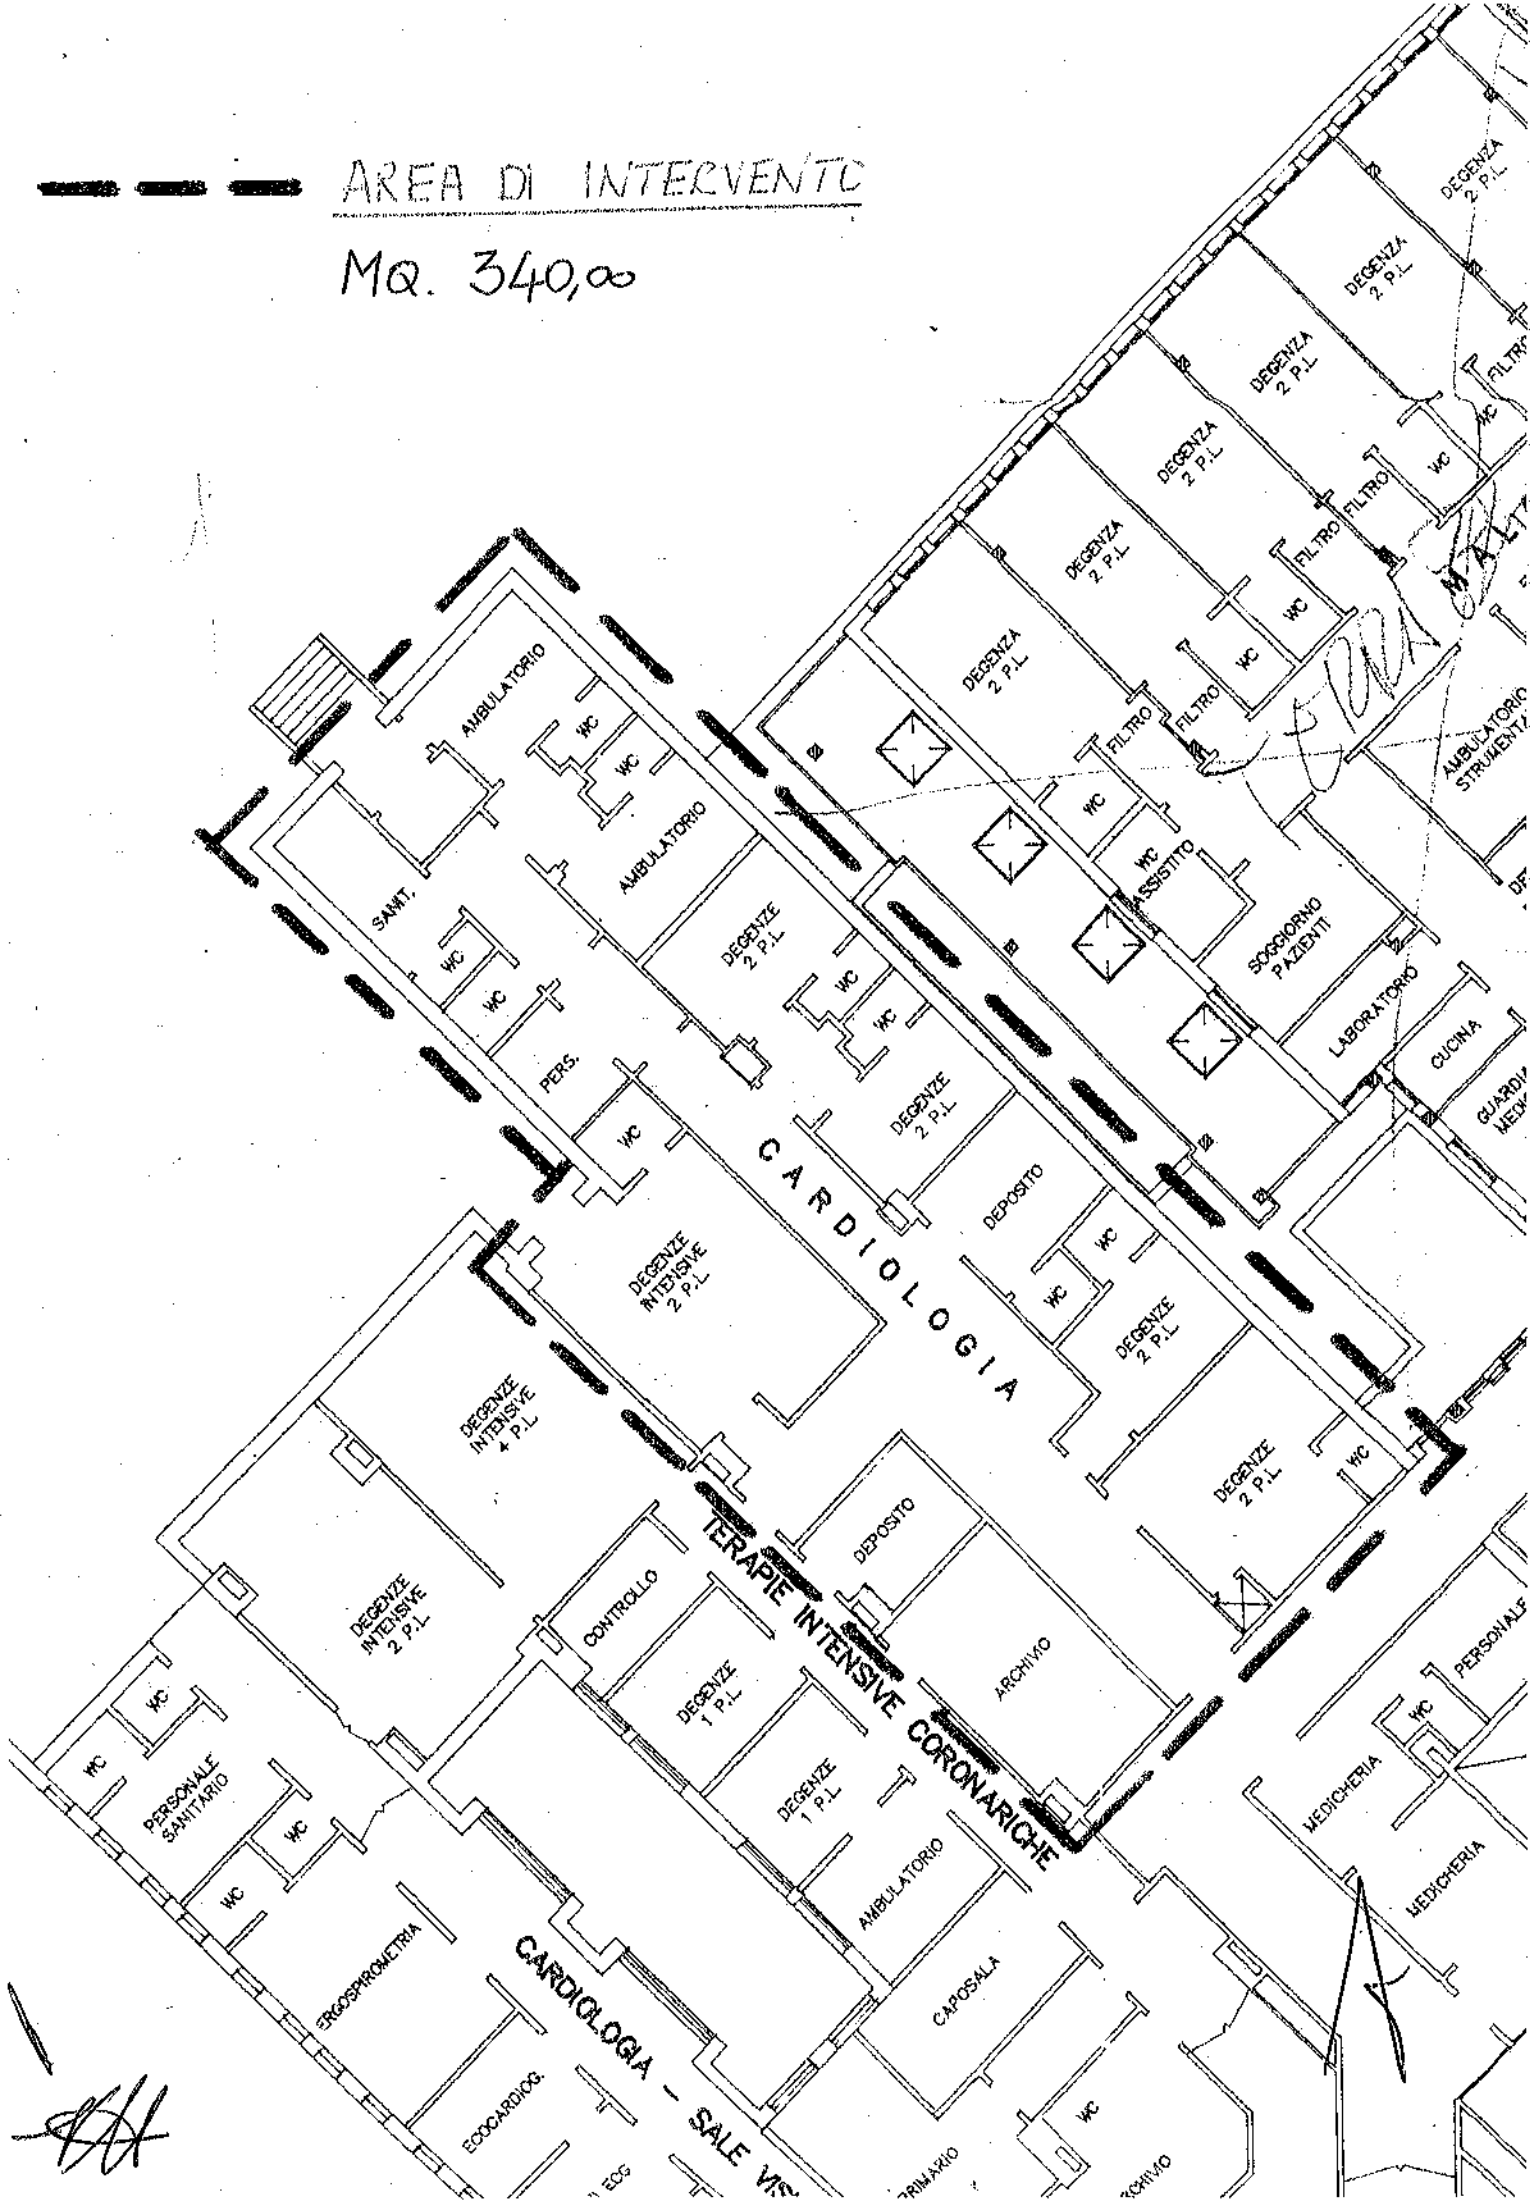 AREA DI INTERVENTO
MQ. 340,00
DEGENZA
2 P.L.
DEGENZA
2 P.L.
DEGENZA
2 P.L.
DEGENZA
2 P.L.
DEGENZA
2 P.L.
DEGENZA
2 P.L.
FILTRO
WC
WC
FILTRO
FILTRO
WC
WC
FILTRO
FILTRO
WC
WC
ASSISTITO
SOGGIORNO
PAZIENTI
LABORATORIO
CUCINA
GUARDIA
AMBULATORIO
AMBULATORIO
WC
WC
AMBULATORIO
SANIT.
WC
WC
PERS.
WC
DEGENZE
2 P.L.
WC
WC
DEGENZE
2 P.L.
CARDIOLOGIA
DEPOSITO
WC
WC
DEGENZE
2 P.L.
DEGENZE
2 P.L.
WC
DEGENZE
INTENSIVE
2 P.L.
DEGENZE
INTENSIVE
4 P.L.
DEGENZE
INTENSIVE
2 P.L.
DEPOSITO
ARCHIVIO
TERAPIE INTENSIVE CORONARICHE
CONTROLLO
DEGENZE
1 P.L.
DEGENZE
1 P.L.
AMBULATORIO
CAPOSALA
WC
PERSONALE
WC
MEDICHERIA
MEDICHERIA
WC
WC
PERSONALE
SANITARIO
WC
WC
ERGOSPIROMETRIA
ECOCARDIOG.
ECG
CARDIOLOGIA - SALE